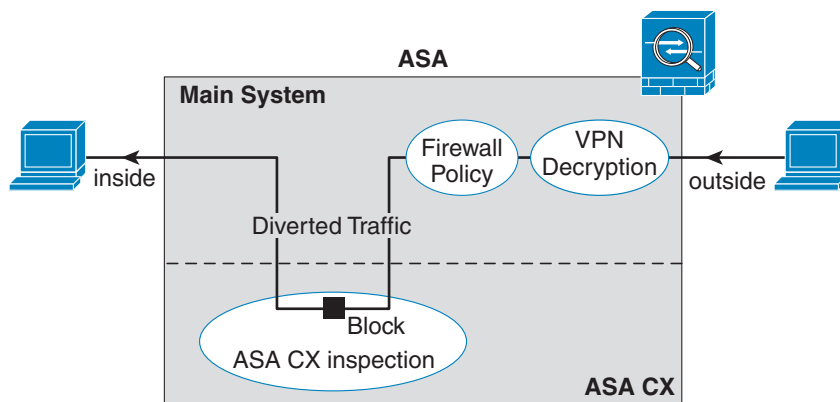 ASA
Main System
Firewall
Policy
VPN
Decryption
inside
outside
Diverted Traffic
Block
ASA CX inspection
ASA CX